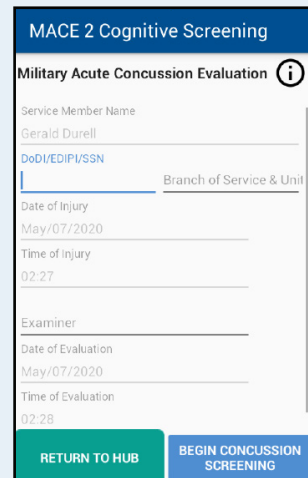 MACE 2 Cognitive Screening
Military Acute Concussion Evaluation i
Service Member Name
Gerald Durell
DoDI/EDIPI/SSN
Branch of Service & Unit
Date of Injury
May/07/2020
Time of Injury
02:27
Examiner
Date of Evaluation
May/07/2020
Time of Evaluation
02:28
RETURN TO HUB
BEGIN CONCUSSION
SCREENING